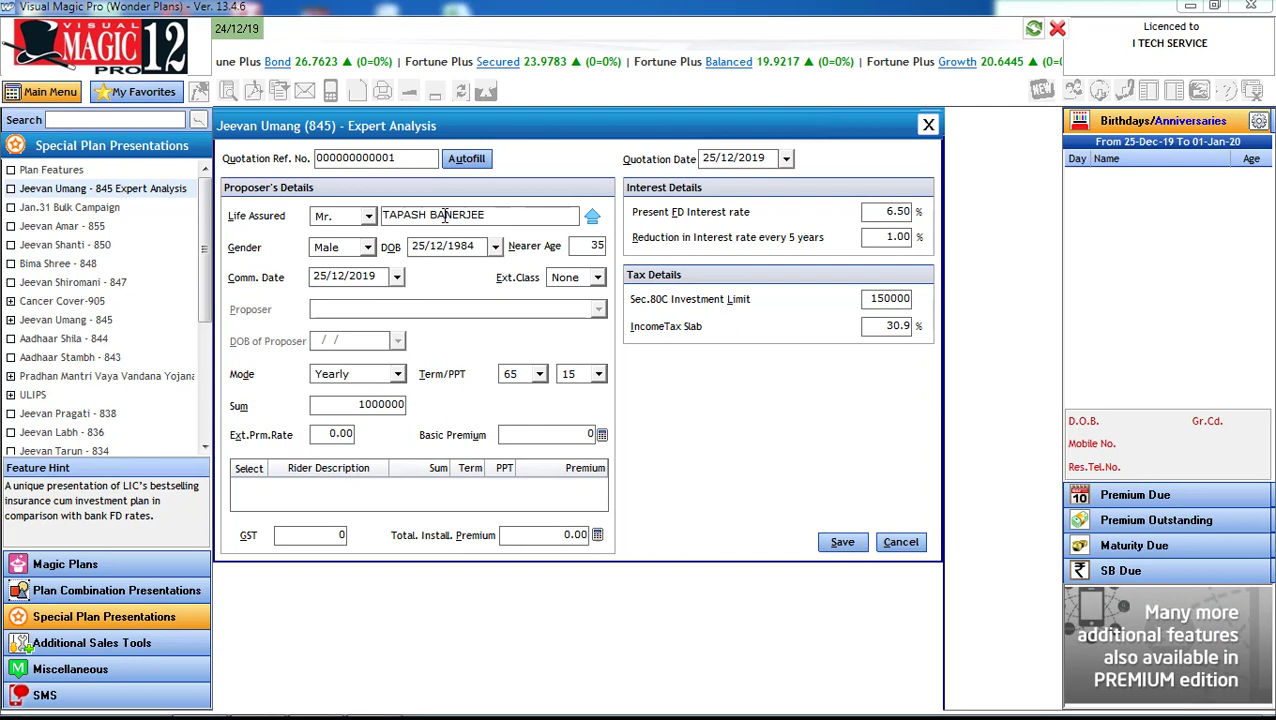 Visual Magic Pro (Wonder Plans) - Ver. 13.4.6
VISUAL
MAGIC 12
PRO
24/12/19
Licenced to
I TECH SERVICE
une Plus Bond 26.7623 ▲ (0=0%) | Fortune Plus Secured 23.9783 ▲ (0=0%) | Fortune Plus Balanced 19.9217 ▲ (0=0%) | Fortune Plus Growth 20.6445 ▲ (0=0
Main Menu
My Favorites
NEW
Search
Special Plan Presentations
Plan Features
Jeevan Umang - 845 Expert Analysis
Jan.31 Bulk Campaign
Jeevan Amar - 855
Jeevan Shanti - 850
Bima Shree - 848
Jeevan Shiromani - 847
Cancer Cover-905
Jeevan Umang - 845
Aadhaar Shila - 844
Aadhaar Stambh - 843
Pradhan Mantri Vaya Vandana Yojana
ULIPS
Jeevan Pragati - 838
Jeevan Labh - 836
Jeevan Tarun - 834
Feature Hint
A unique presentation of LIC's bestselling
insurance cum investment plan in
comparison with bank FD rates.
Magic Plans
Plan Combination Presentations
Special Plan Presentations
Additional Sales Tools
Miscellaneous
SMS
Jeevan Umang (845) - Expert Analysis
X
Quotation Ref. No. 000000000001 Autofill
Quotation Date 25/12/2019
Proposer's Details
Life Assured Mr. TAPASH BANERJEE
Gender Male DOB 25/12/1984 Nearer Age 35
Comm. Date 25/12/2019 Ext.Class None
Proposer
DOB of Proposer / /
Mode Yearly Term/PPT 65 15
Sum 1000000
Ext.Prm.Rate 0.00 Basic Premium 0
Select Rider Description Sum Term PPT Premium
GST 0 Total. Install. Premium 0.00
Interest Details
Present FD Interest rate 6.50 %
Reduction in Interest rate every 5 years 1.00 %
Tax Details
Sec.80C Investment Limit 150000
IncomeTax Slab 30.9 %
Save Cancel
Birthdays/Anniversaries
From 25-Dec-19 To 01-Jan-20
Day Name Age
D.O.B. Gr.Cd.
Mobile No.
Res.Tel.No.
10 Premium Due
Premium Outstanding
Maturity Due
₹ SB Due
Many more
additional features
also available in
PREMIUM edition